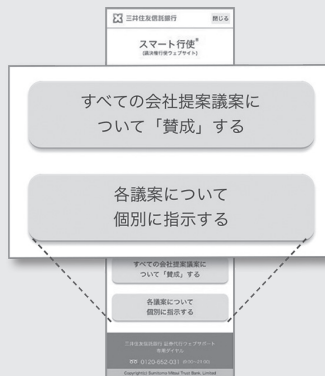 三井住友信託銀行
閉じる
スマート行使®
[議決権行使ウェブサイト]
すべての会社提案議案に
ついて「賛成」する
各議案について
個別に指示する
すべての会社提案議案に
ついて「賛成」する
各議案について
個別に指示する
三井住友信託銀行 証券代行ウェブサポート
専用ダイヤル
0120-652-031
Copyright(c) Sumitomo Mitsui Trust Bank, Limited